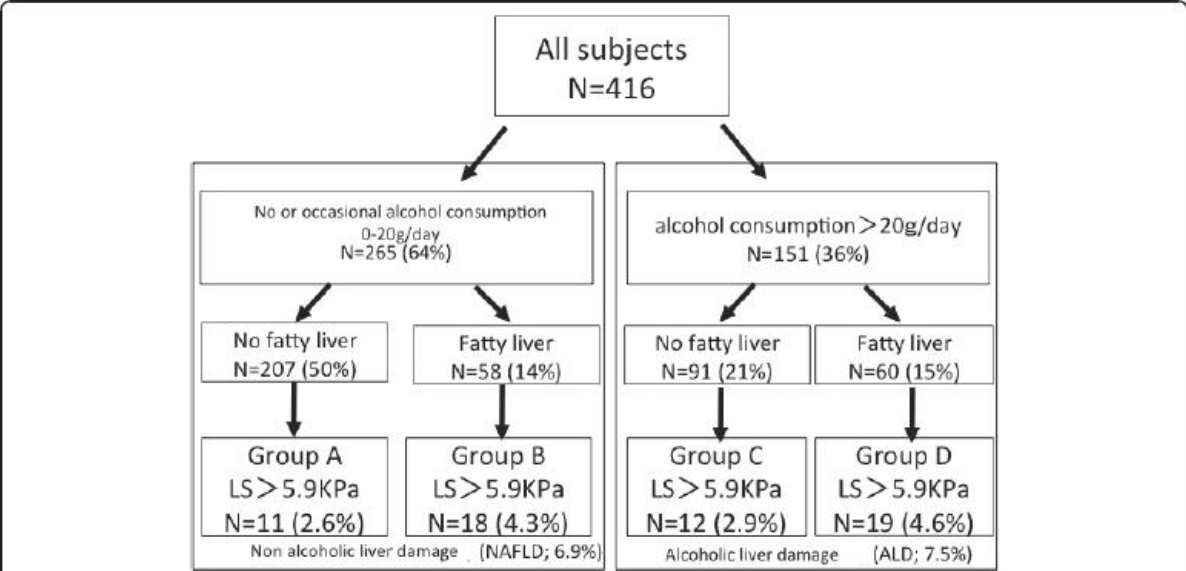 All subjects
N=416
No or occasional alcohol consumption
0-20g/day
N=265 (64%)
alcohol consumption＞20g/day
N=151 (36%)
No fatty liver
N=207 (50%)
Fatty liver
N=58 (14%)
No fatty liver
N=91 (21%)
Fatty liver
N=60 (15%)
Group A
LS＞5.9KPa
N=11 (2.6%)
Group B
LS＞5.9KPa
N=18 (4.3%)
Group C
LS＞5.9KPa
N=12 (2.9%)
Group D
LS＞5.9KPa
N=19 (4.6%)
Non alcoholic liver damage (NAFLD; 6.9%)
Alcoholic liver damage (ALD; 7.5%)